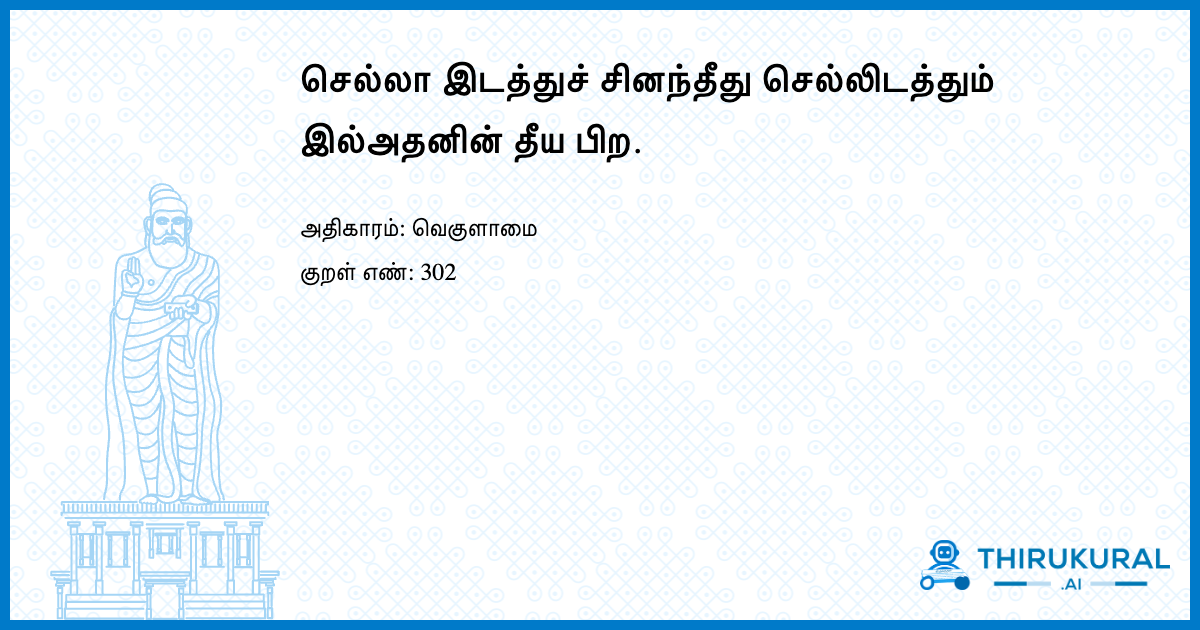 செல்லா இடத்துச் சினந்தீது செல்லிடத்தும்
இல்அதனின் தீய பிற.
அதிகாரம்: வெகுளாமை
குறள் எண்: 302
THIRUKURAL
.AI